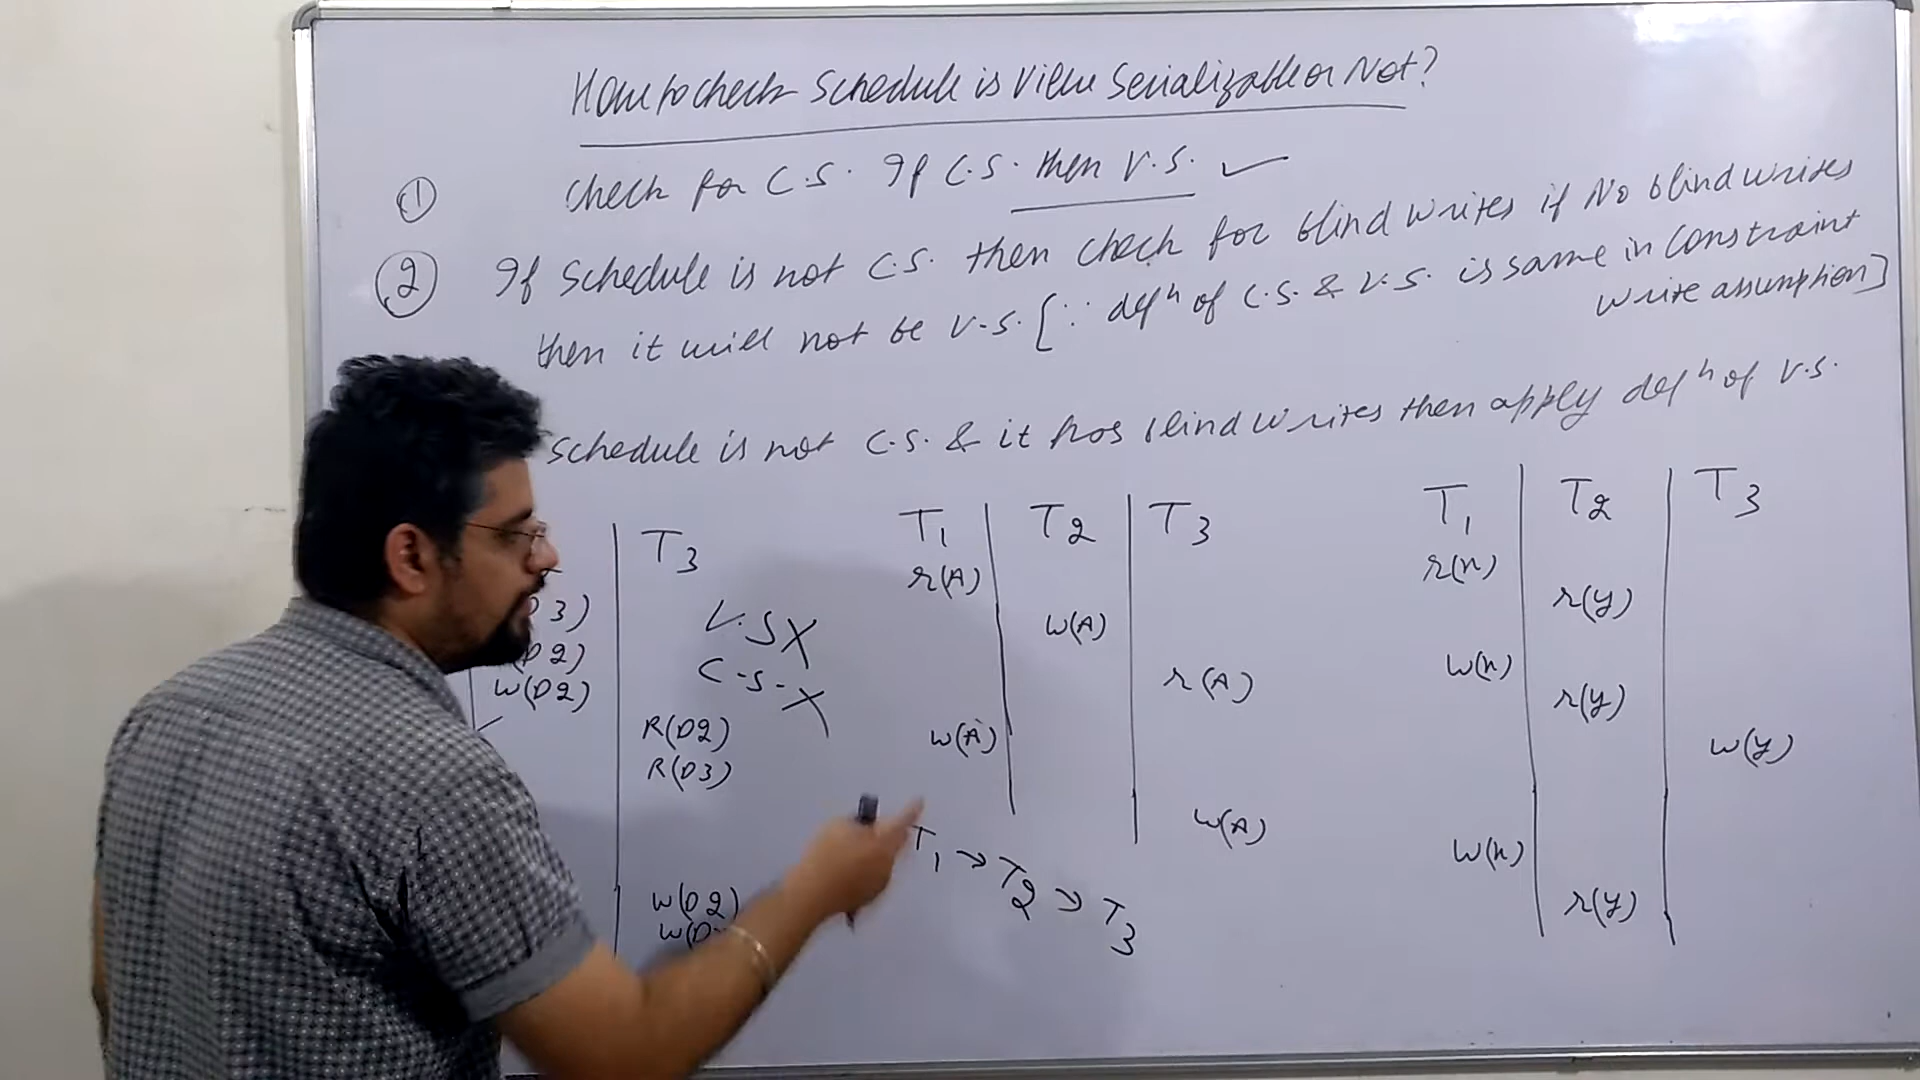 How to check Schedule is View Serializable or Not?
① Check for C.S. If C.S. then V.S. ✓
② If Schedule is not C.S. then check for blind writes if No blind writes
then it will not be V.S. [∵ defⁿ of C.S. & V.S. is same in Constraint
write assumption]
Schedule is not C.S. & it has blind writes then apply defⁿ of V.S.
T3
3)
D2)
W(D2)
V.S X
C-S- X
R(D2)
R(D3)
W(D2)
T1 T2 T3
r(A)
w(A)
r(A)
w(A)
w(A)
T1 → T2 → T3
T1 T2 T3
r(x)
r(y)
w(x)
r(y)
w(y)
w(x)
r(y)